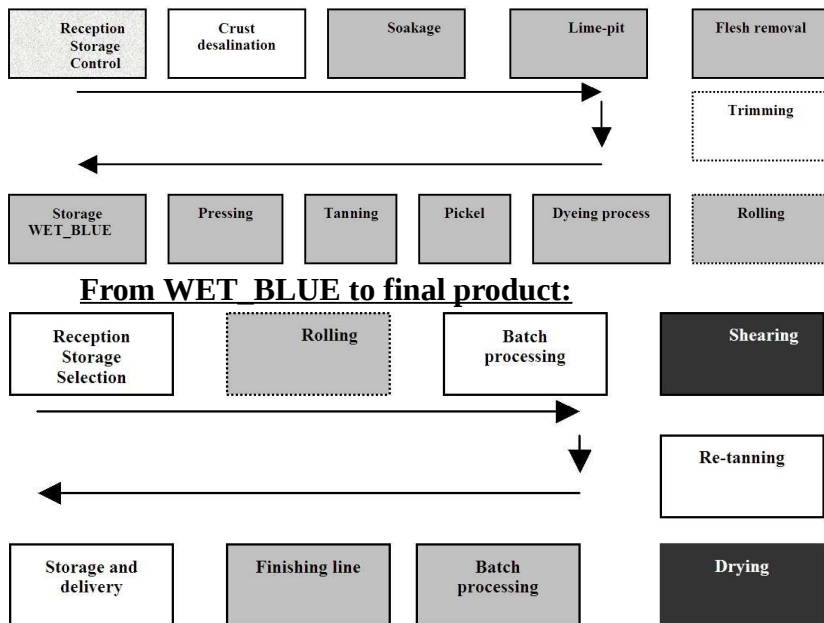 Reception
Storage
Control
Crust
desalination
Soakage
Lime-pit
Flesh removal
Trimming
Storage
WET_BLUE
Pressing
Tanning
Pickel
Dyeing process
Rolling
From WET_BLUE to final product:
Reception
Storage
Selection
Rolling
Batch
processing
Shearing
Re-tanning
Storage and
delivery
Finishing line
Batch
processing
Drying